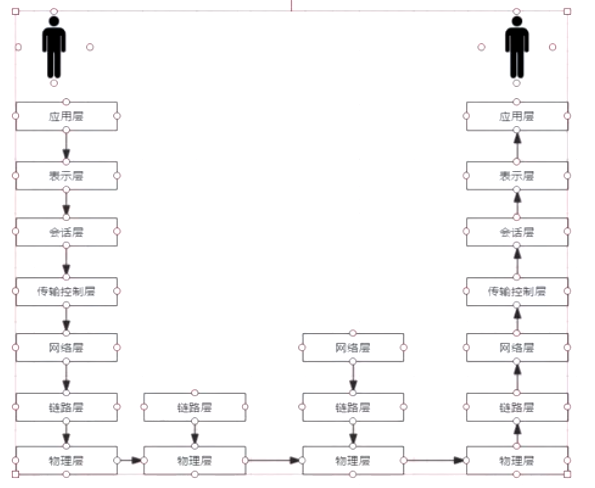 应用层 应用层
表示层 表示层
会话层 会话层
传输控制层 传输控制层
网络层 网络层 网络层
链路层 链路层 链路层 链路层
物理层 物理层 物理层 物理层